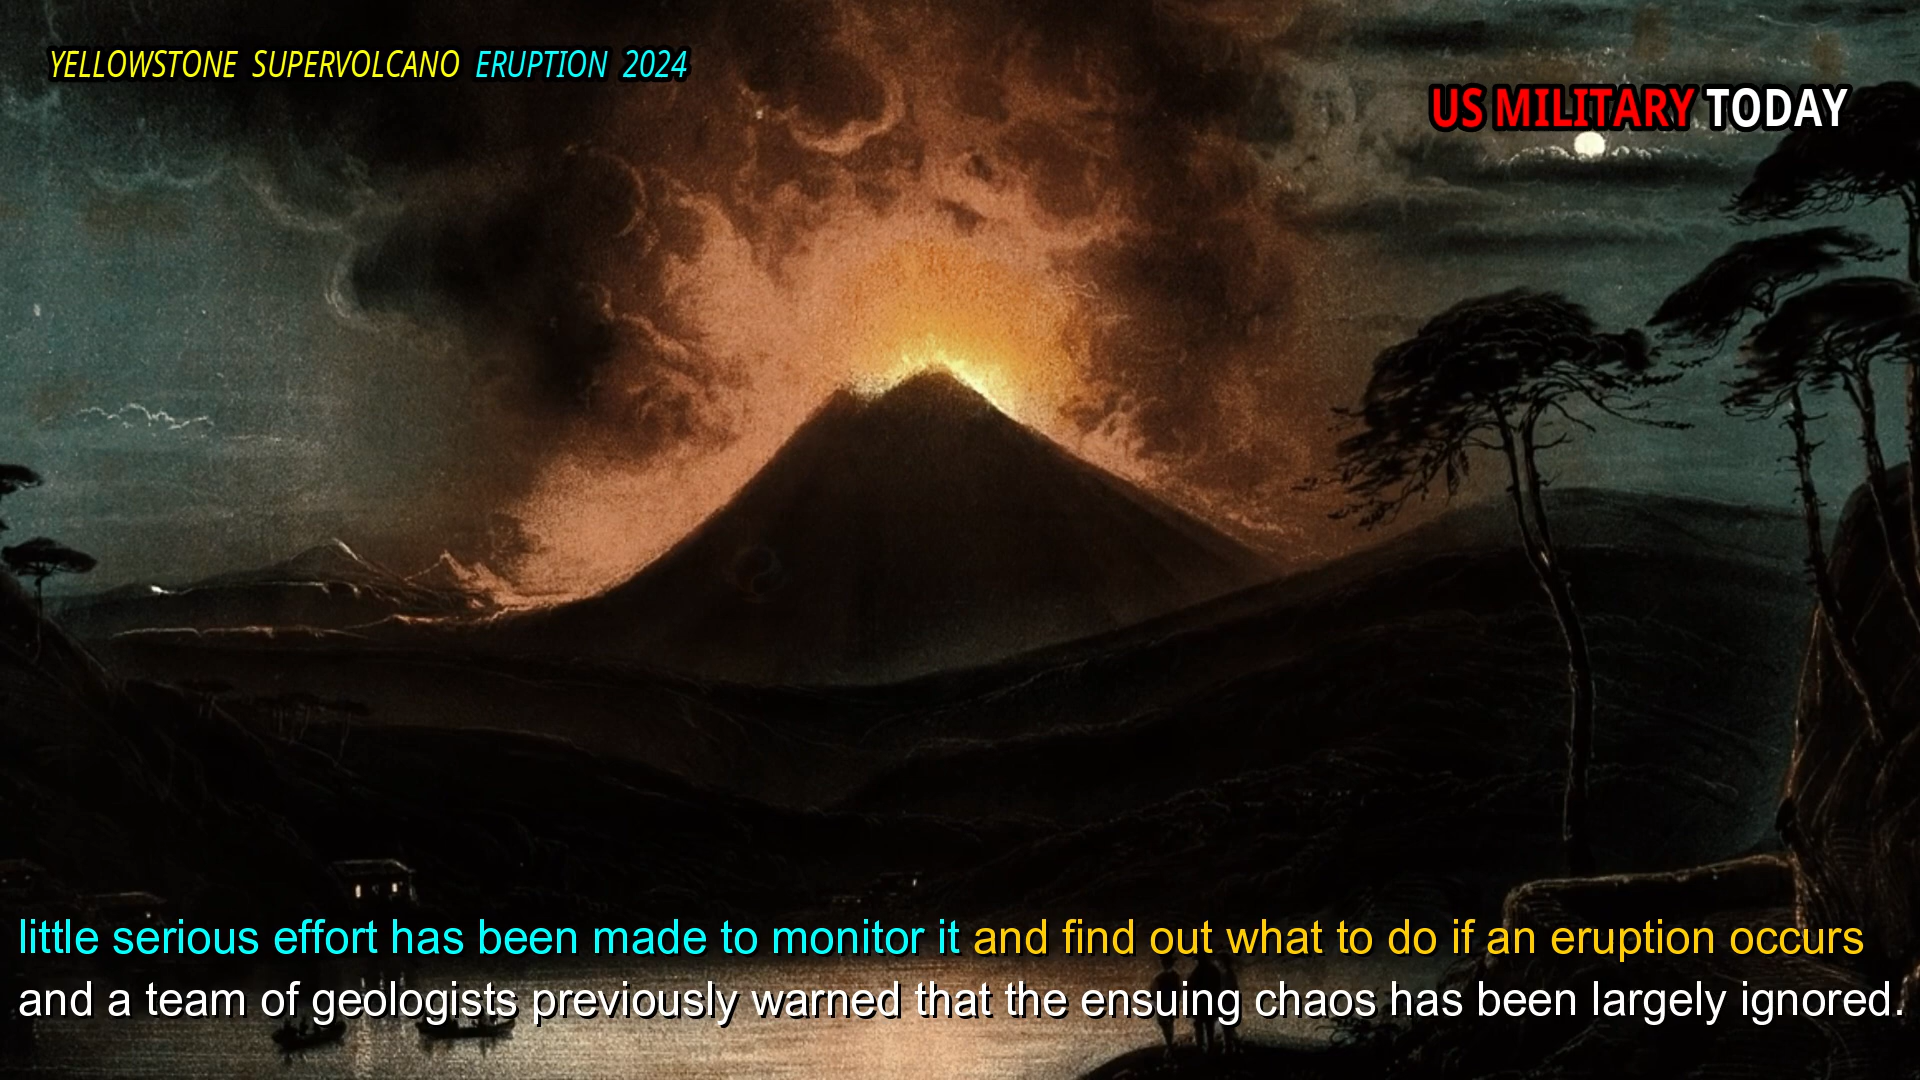 YELLOWSTONE SUPERVOLCANO ERUPTION 2024
US MILITARY TODAY
little serious effort has been made to monitor it and find out what to do if an eruption occurs
and a team of geologists previously warned that the ensuing chaos has been largely ignored.